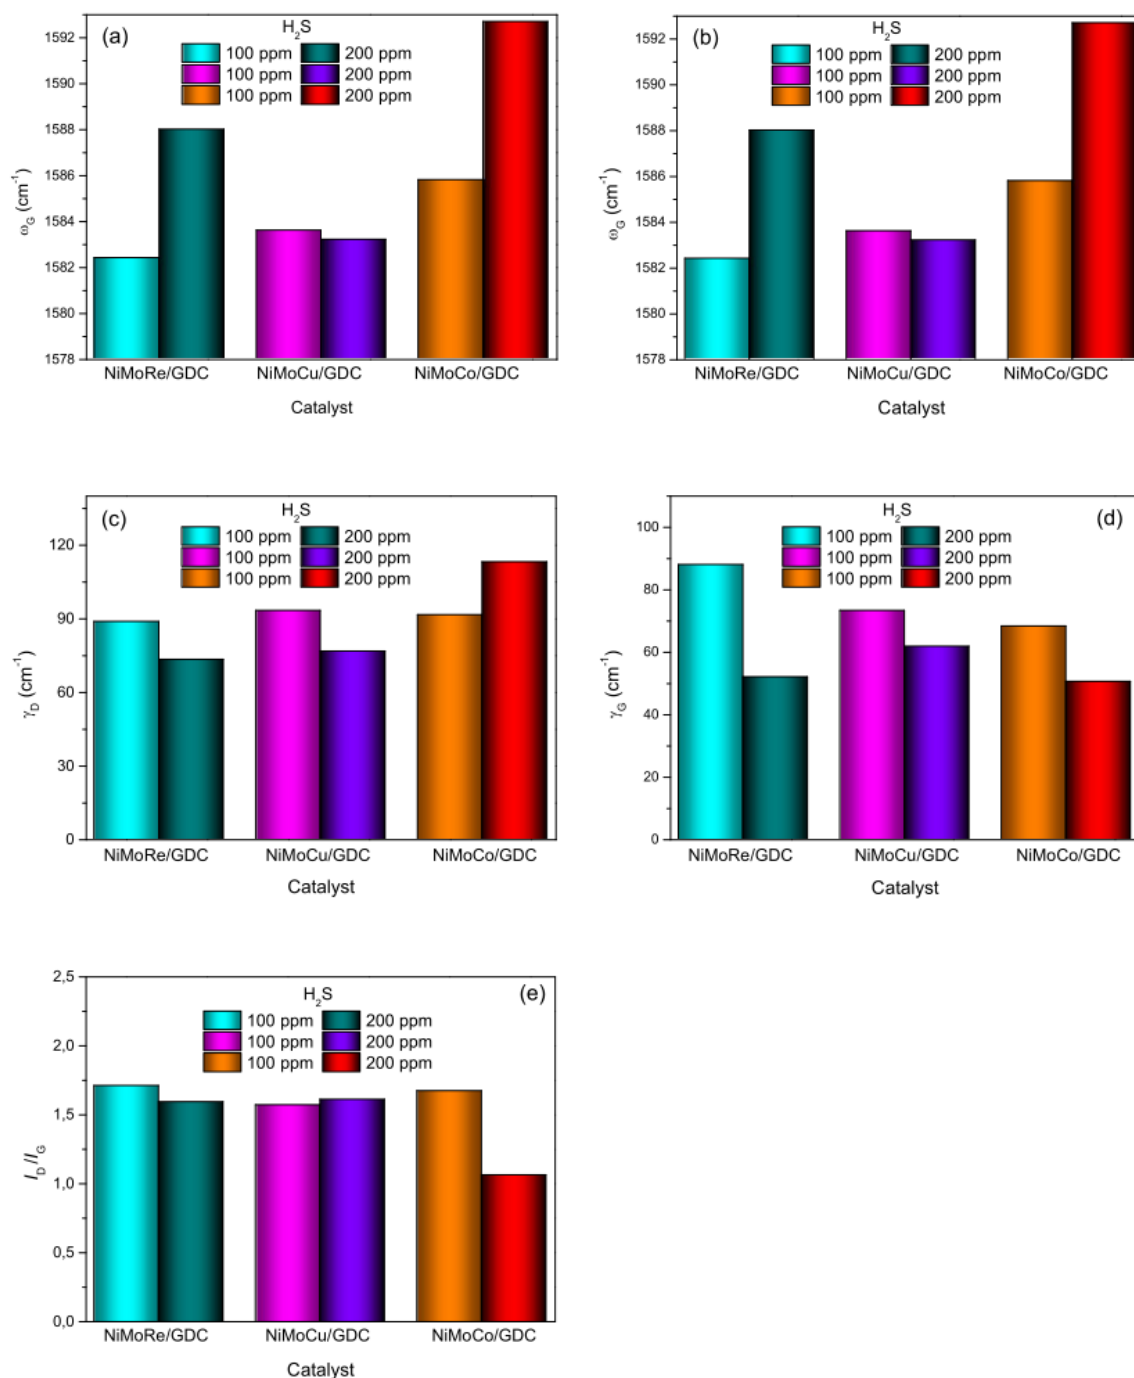 (a)
H₂S
100 ppm 200 ppm
100 ppm 200 ppm
100 ppm 200 ppm
1592
1590
1588
1586
1584
1582
1580
1578
ω_G (cm⁻¹)
NiMoRe/GDC NiMoCu/GDC NiMoCo/GDC
Catalyst
(b)
H₂S
100 ppm 200 ppm
100 ppm 200 ppm
100 ppm 200 ppm
1592
1590
1588
1586
1584
1582
1580
1578
ω_G (cm⁻¹)
NiMoRe/GDC NiMoCu/GDC NiMoCo/GDC
Catalyst
(c)
H₂S
100 ppm 200 ppm
100 ppm 200 ppm
100 ppm 200 ppm
120
90
60
30
0
γ_D (cm⁻¹)
NiMoRe/GDC NiMoCu/GDC NiMoCo/GDC
Catalyst
(d)
H₂S
100 ppm 200 ppm
100 ppm 200 ppm
100 ppm 200 ppm
100
80
60
40
20
0
γ_G (cm⁻¹)
NiMoRe/GDC NiMoCu/GDC NiMoCo/GDC
Catalyst
(e)
H₂S
100 ppm 200 ppm
100 ppm 200 ppm
100 ppm 200 ppm
2,5
2,0
1,5
1,0
0,5
0,0
I_D/I_G
NiMoRe/GDC NiMoCu/GDC NiMoCo/GDC
Catalyst